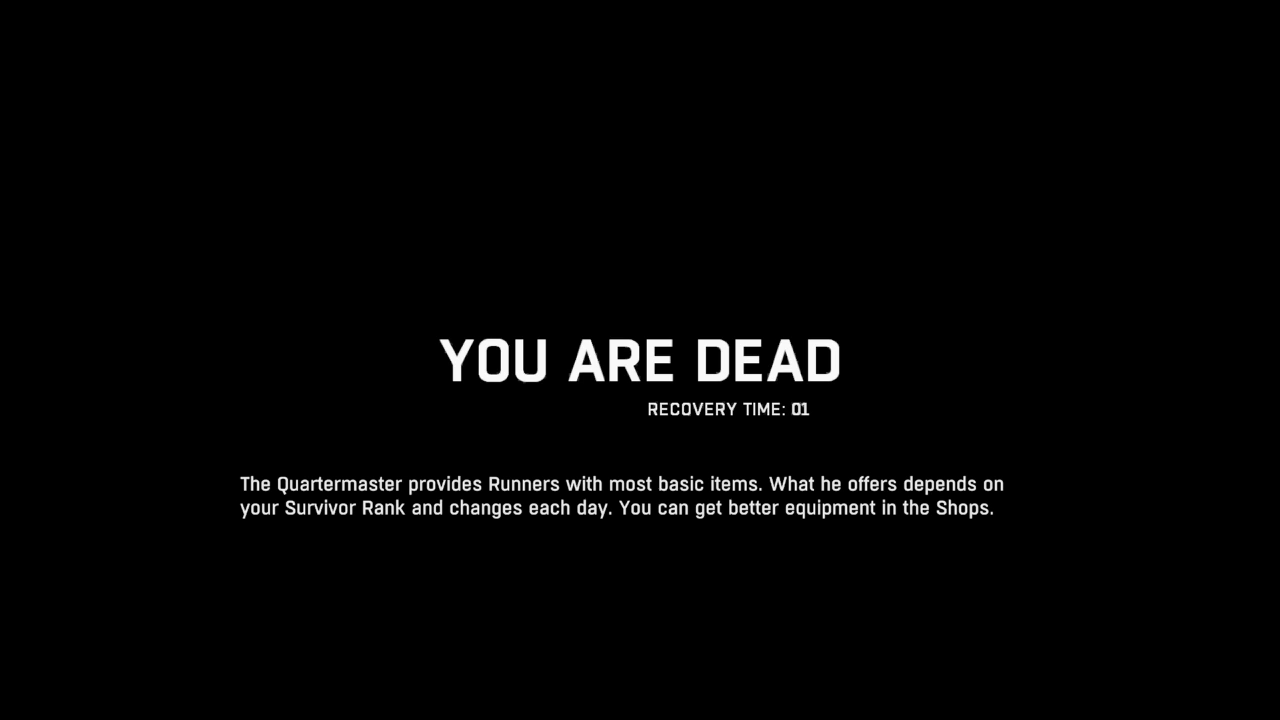 YOU ARE DEAD
RECOVERY TIME: 01
The Quartermaster provides Runners with most basic items. What he offers depends on
your Survivor Rank and changes each day. You can get better equipment in the Shops.